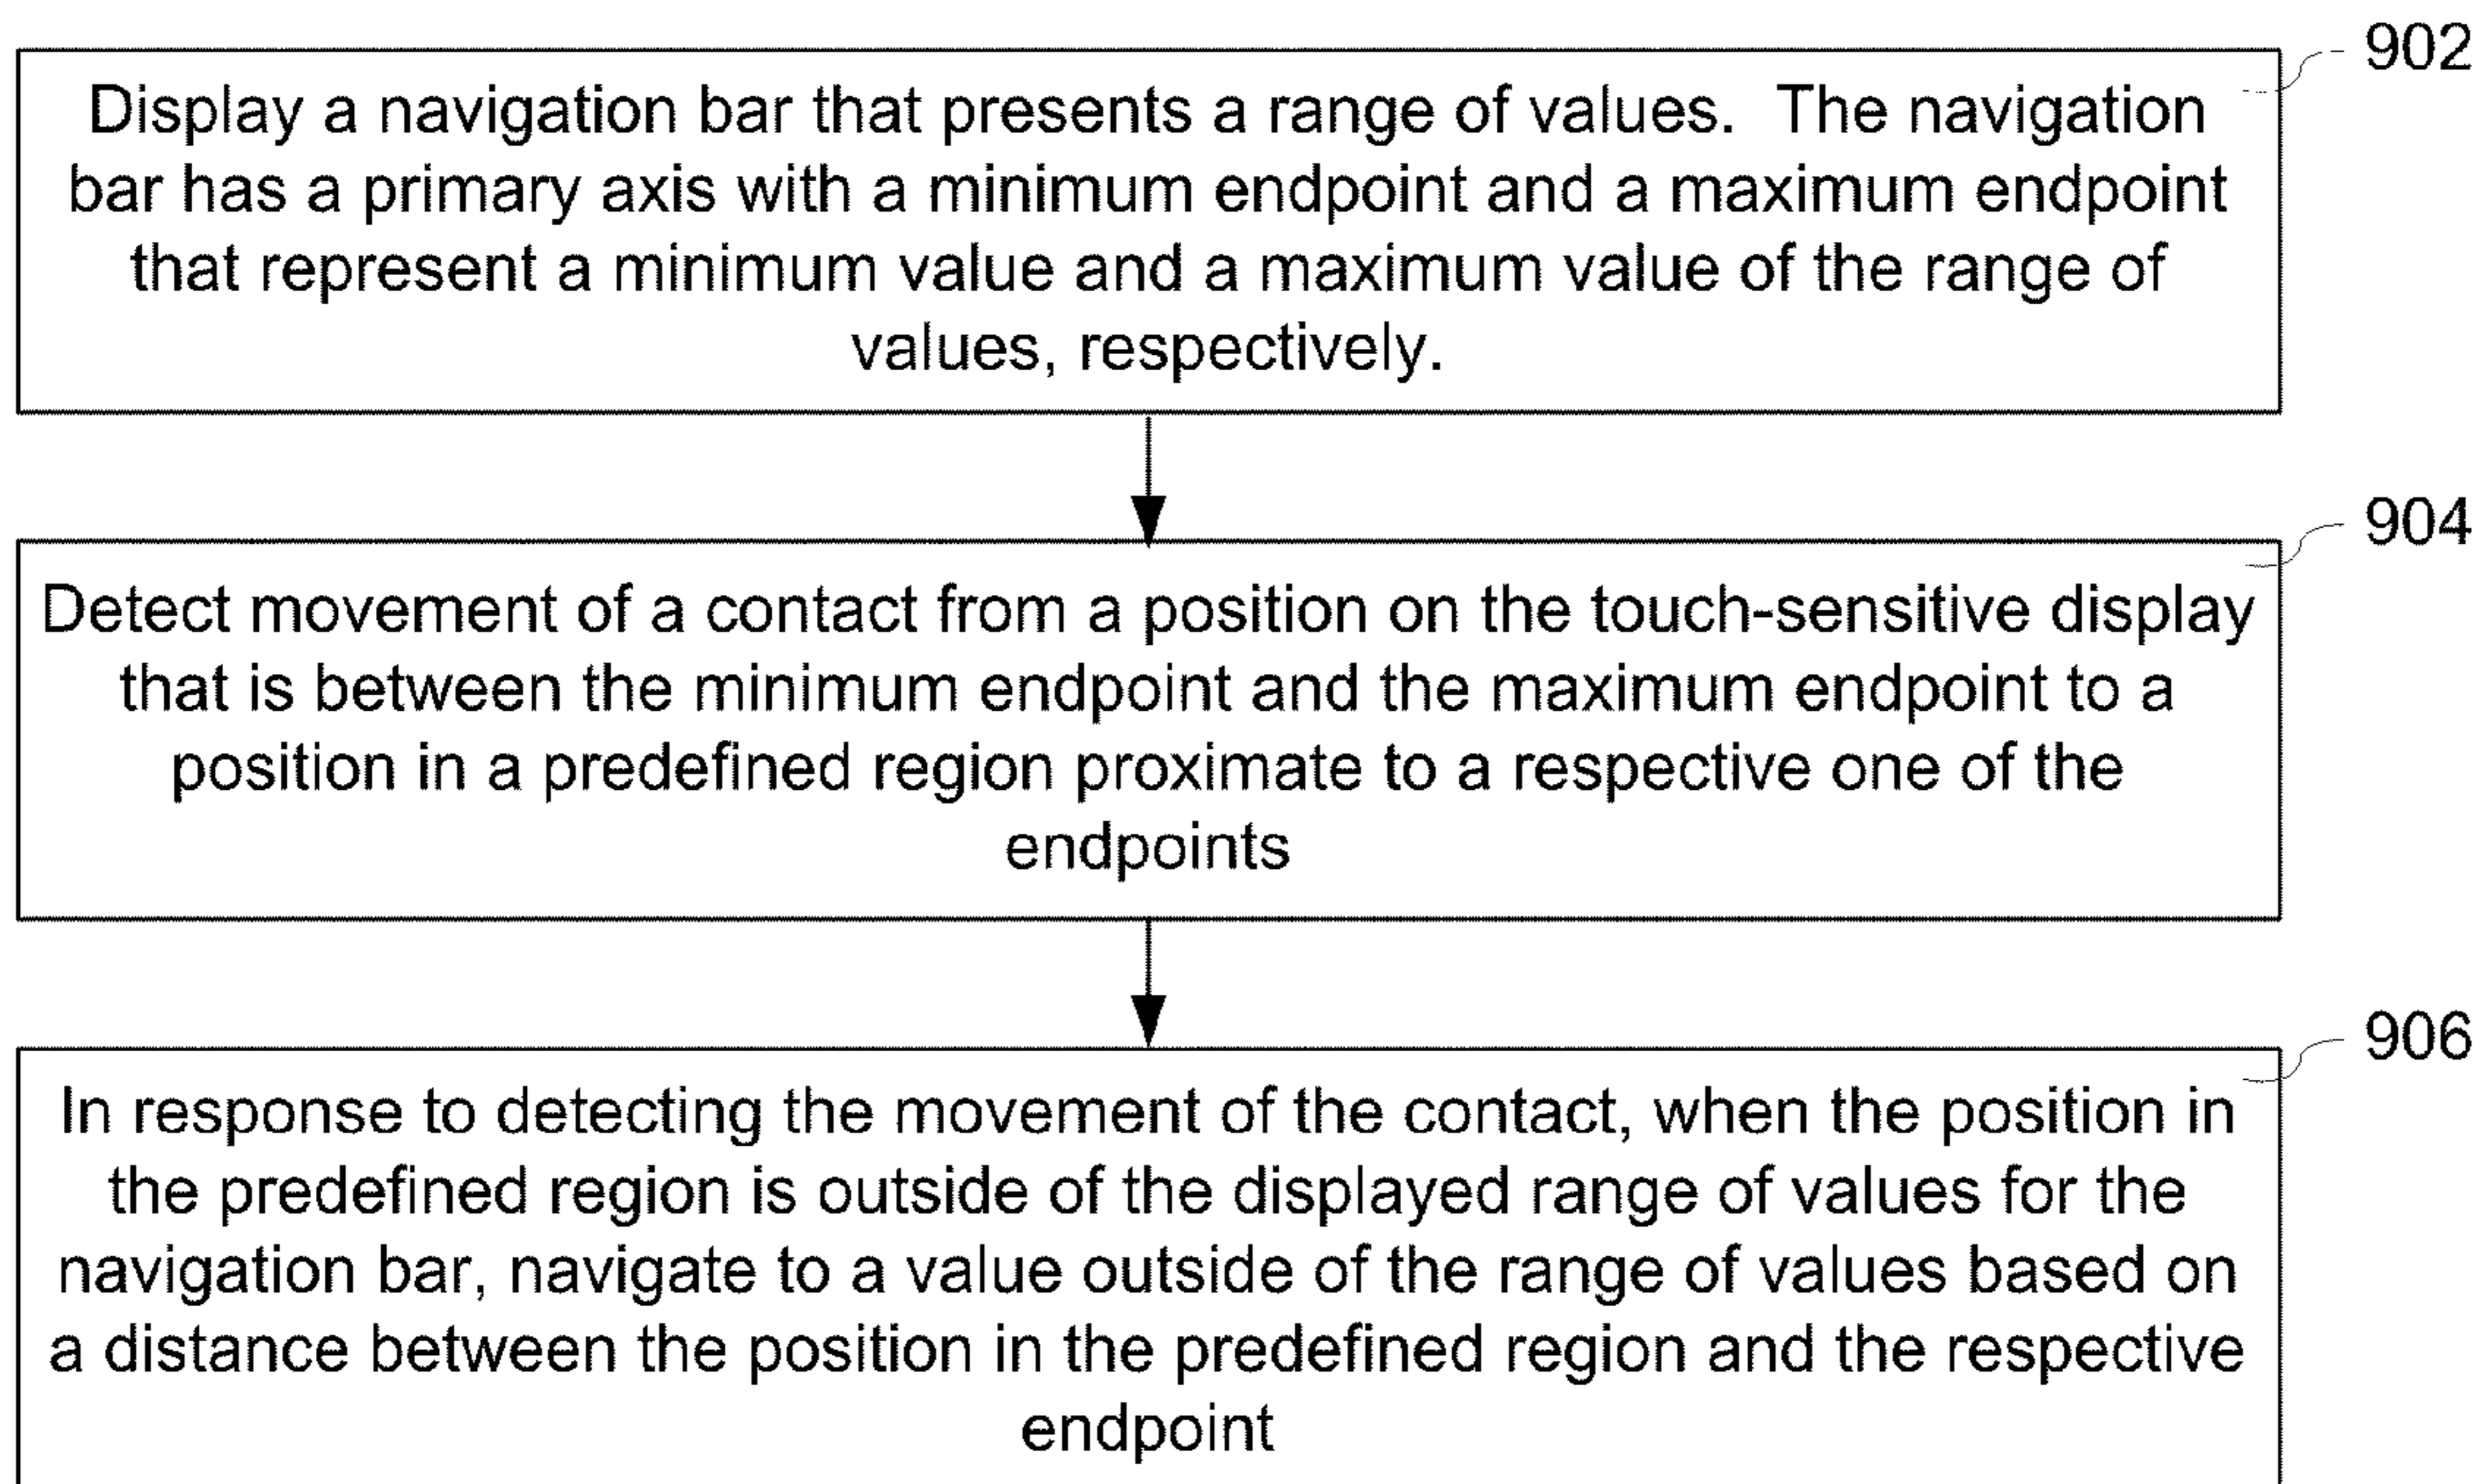 902
Display a navigation bar that presents a range of values.  The navigation
bar has a primary axis with a minimum endpoint and a maximum endpoint
that represent a minimum value and a maximum value of the range of
values, respectively.
904
Detect movement of a contact from a position on the touch-sensitive display
that is between the minimum endpoint and the maximum endpoint to a
position in a predefined region proximate to a respective one of the
endpoints
906
In response to detecting the movement of the contact, when the position in
the predefined region is outside of the displayed range of values for the
navigation bar, navigate to a value outside of the range of values based on
a distance between the position in the predefined region and the respective
endpoint